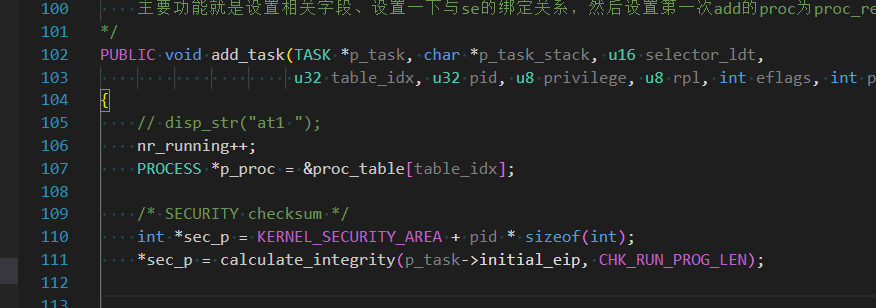 100 主要功能就是设置相关字段、设置一下与se的绑定关系，然后设置第一次add的proc为proc_re
101 */
102 PUBLIC void add_task(TASK *p_task, char *p_task_stack, u16 selector_ldt,
103 u32 table_idx, u32 pid, u8 privilege, u8 rpl, int eflags, int p
104 {
105 // disp_str("at1 ");
106 nr_running++;
107 PROCESS *p_proc = &proc_table[table_idx];
108
109 /* SECURITY checksum */
110 int *sec_p = KERNEL_SECURITY_AREA + pid * sizeof(int);
111 *sec_p = calculate_integrity(p_task->initial_eip, CHK_RUN_PROG_LEN);
112
113